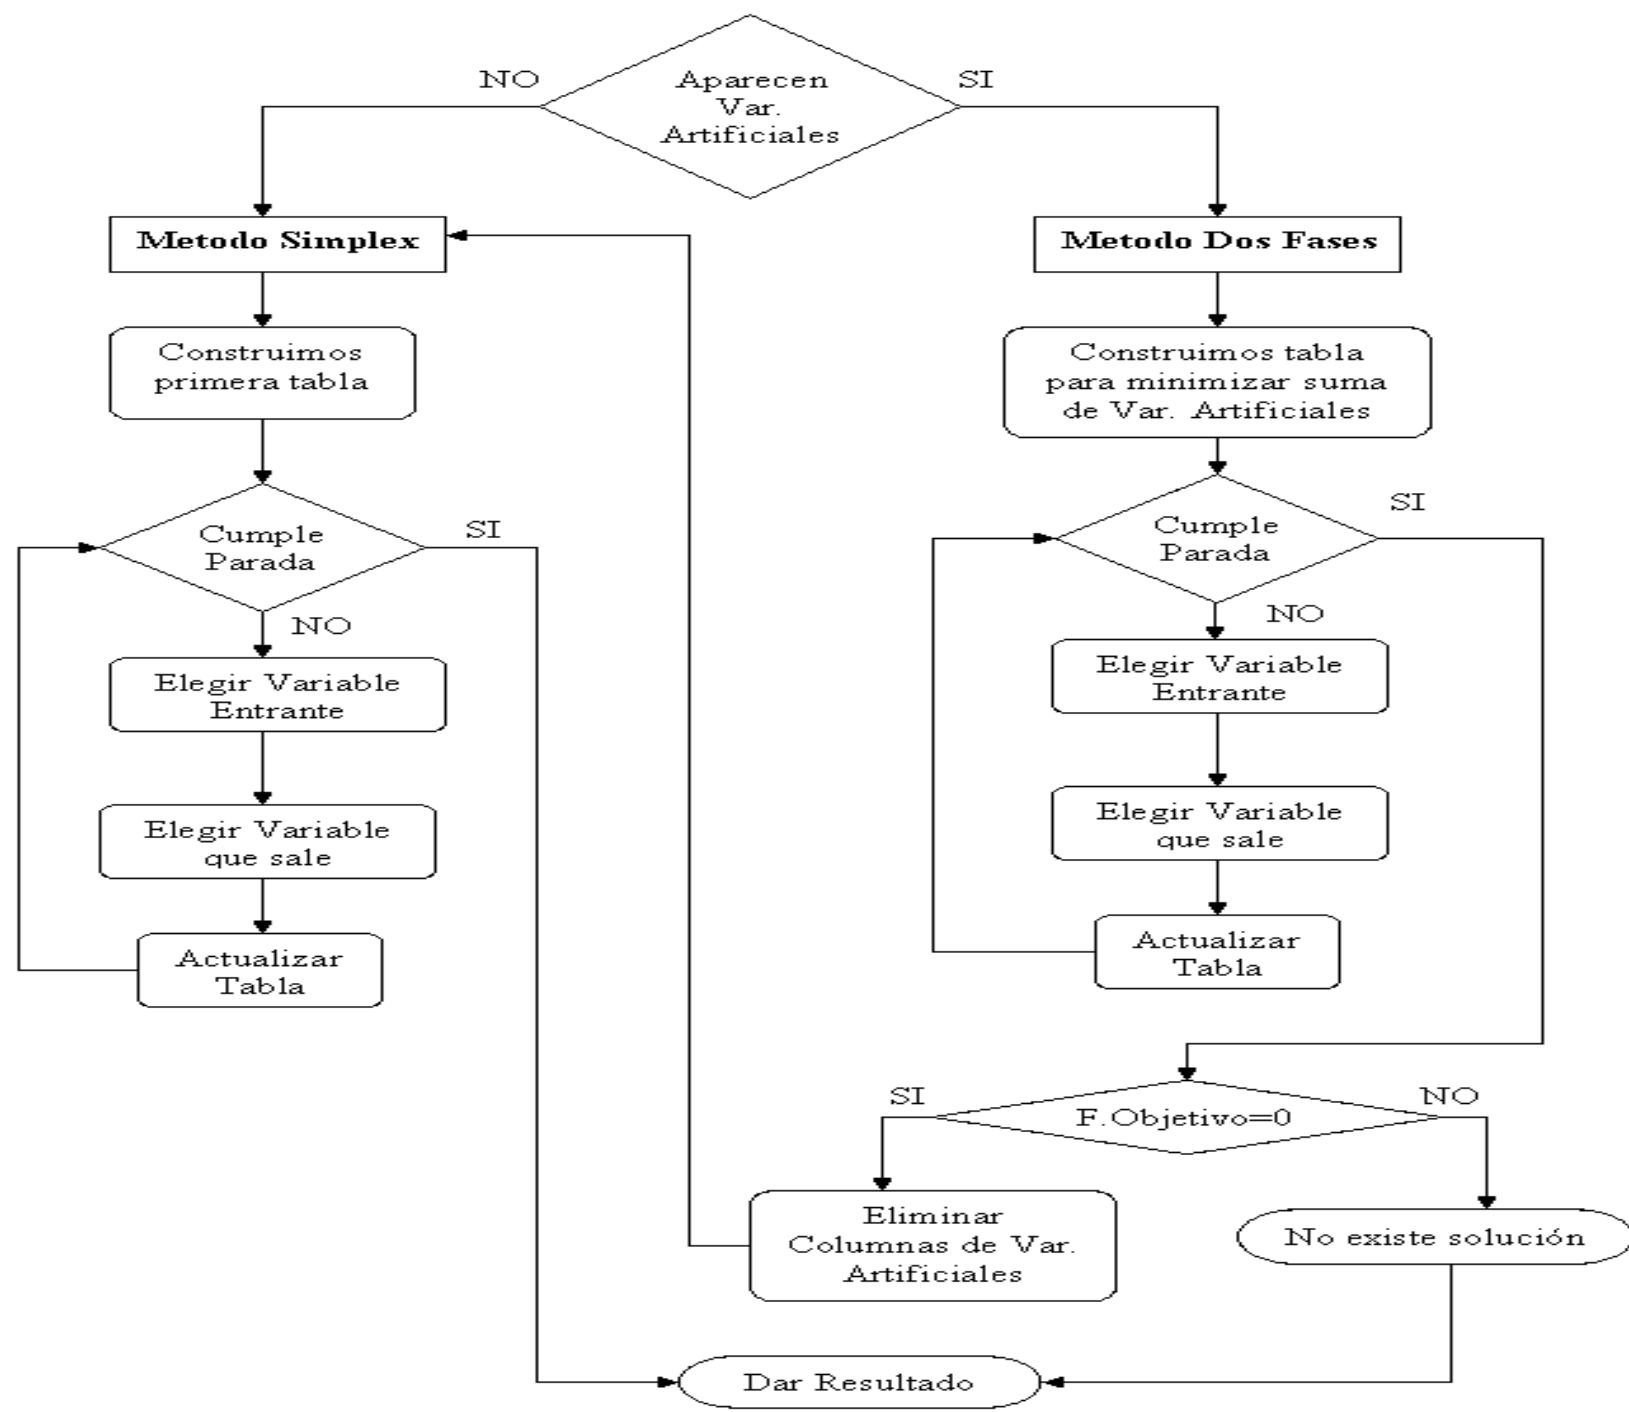 NO
Aparecen
Var.
Artificiales
SI
Metodo Simplex
Metodo Dos Fases
Construimos
primera tabla
Construimos tabla
para minimizar suma
de Var. Artificiales
Cumple
Parada
SI
NO
Cumple
Parada
SI
NO
Elegir Variable
Entrante
Elegir Variable
Entrante
Elegir Variable
que sale
Elegir Variable
que sale
Actualizar
Tabla
Actualizar
Tabla
SI
F.Objetivo=0
NO
Eliminar
Columnas de Var.
Artificiales
No existe solución
Dar Resultado